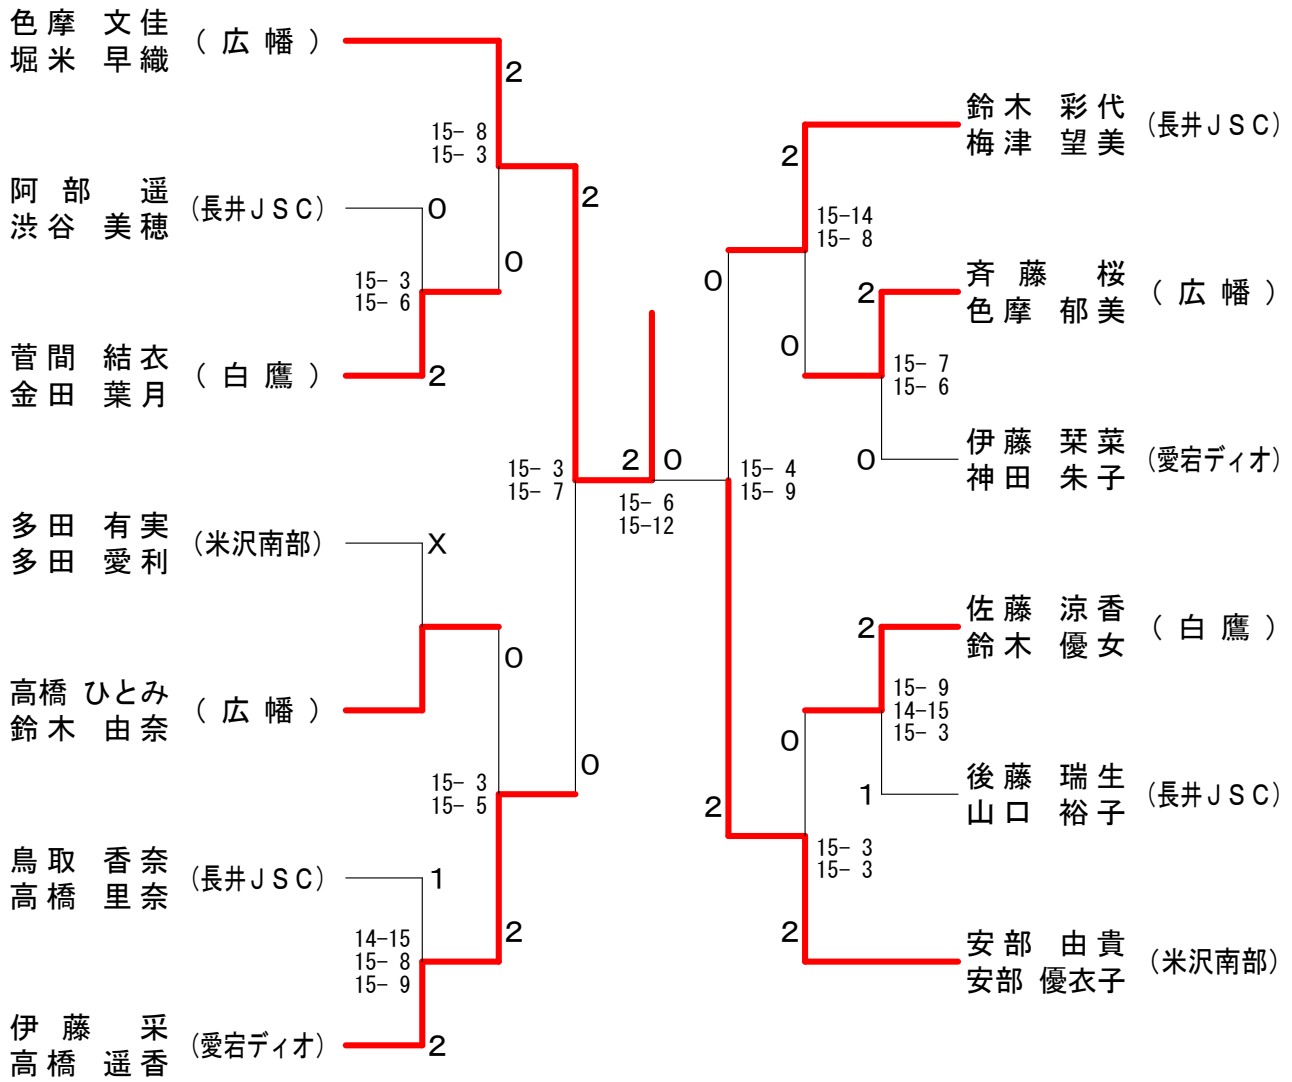 色摩 文佳
堀米 早織
(広幡)
2
15- 8
15- 3
2
阿部 遥
渋谷 美穂
(長井ＪＳＣ)
0
0
15- 3
15- 6
菅間 結衣
金田 葉月
(白鷹)
2
15- 3
15- 7
多田 有実
多田 愛利
(米沢南部)
X
0
高橋 ひとみ
鈴木 由奈
(広幡)
0
15- 3
15- 5
鳥取 香奈
高橋 里奈
(長井ＪＳＣ)
1
2
14-15
15- 8
15- 9
伊藤 采
高橋 遥香
(愛宕ディオ)
2
2
0
15- 6
15-12
鈴木 彩代
梅津 望美
(長井ＪＳＣ)
2
15-14
15- 8
0
斉藤 桜
色摩 郁美
(広幡)
2
0
15- 7
15- 6
伊藤 栞菜
神田 朱子
(愛宕ディオ)
0
15- 4
15- 9
佐藤 涼香
鈴木 優女
(白鷹)
2
15- 9
14-15
15- 3
0
後藤 瑞生
山口 裕子
(長井ＪＳＣ)
1
2
15- 3
15- 3
安部 由貴
安部 優衣子
(米沢南部)
2